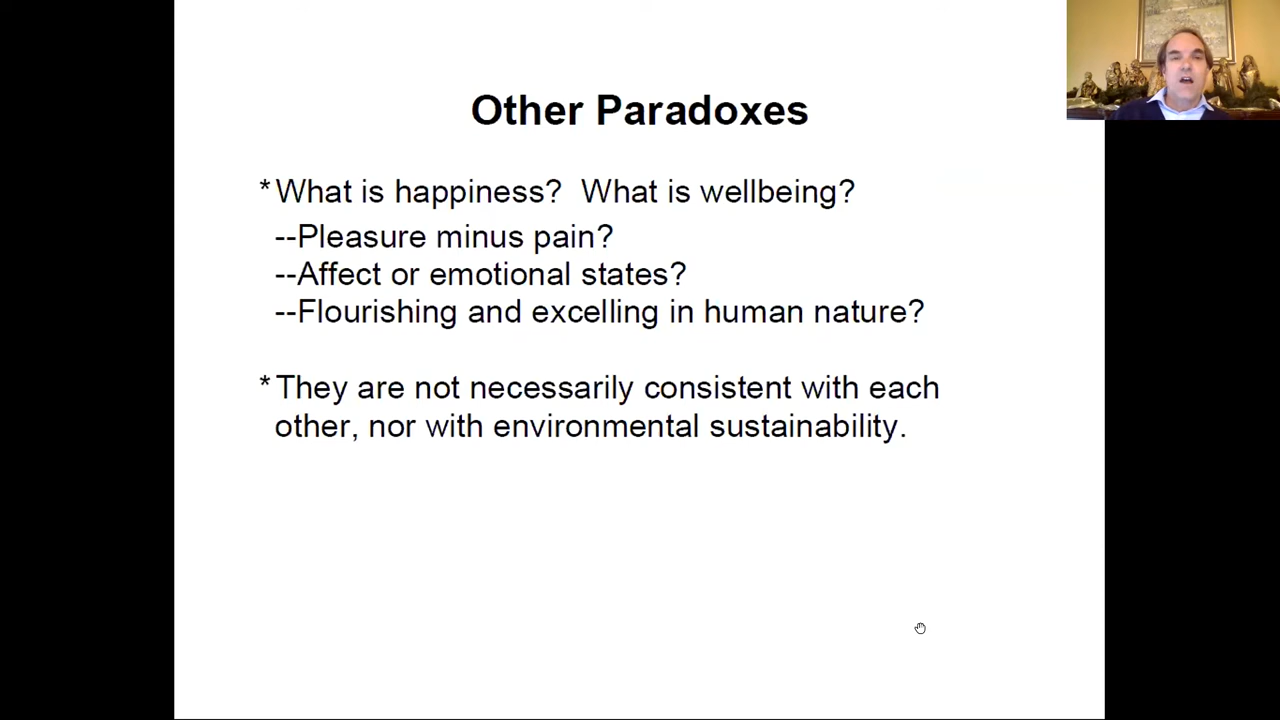 Other Paradoxes
*What is happiness?  What is wellbeing?
--Pleasure minus pain?
--Affect or emotional states?
--Flourishing and excelling in human nature?
*They are not necessarily consistent with each
other, nor with environmental sustainability.